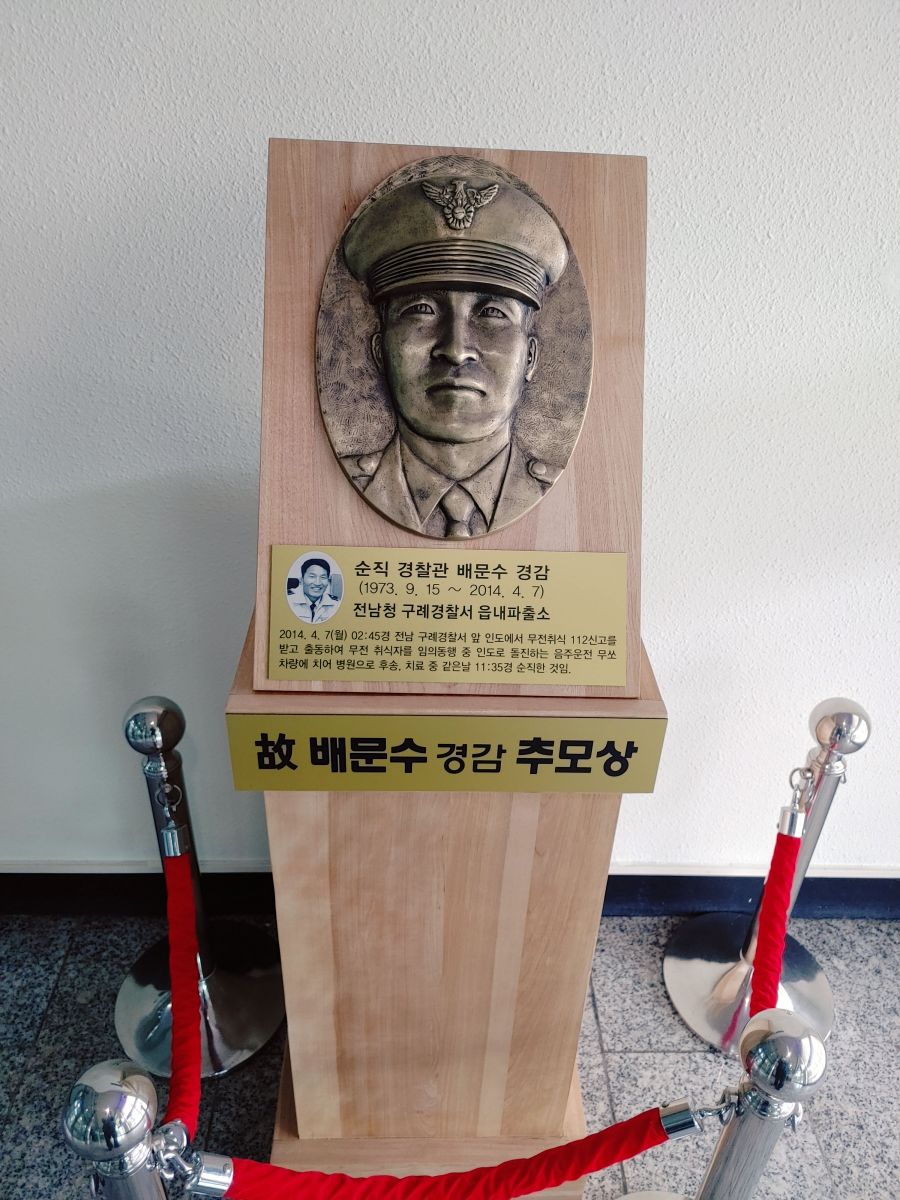 순직 경찰관 배문수 경감
(1973. 9. 15 ～ 2014. 4. 7)
전남청 구례경찰서 읍내파출소
2014. 4. 7(월) 02:45경 전남 구례경찰서 앞 인도에서 무전취식 112신고를
받고 출동하여 무전 취식자를 임의동행 중 인도로 돌진하는 음주운전 무쏘
차량에 치어 병원으로 후송, 치료 중 같은날 11:35경 순직한 것임.
故 배문수 경감 추모상